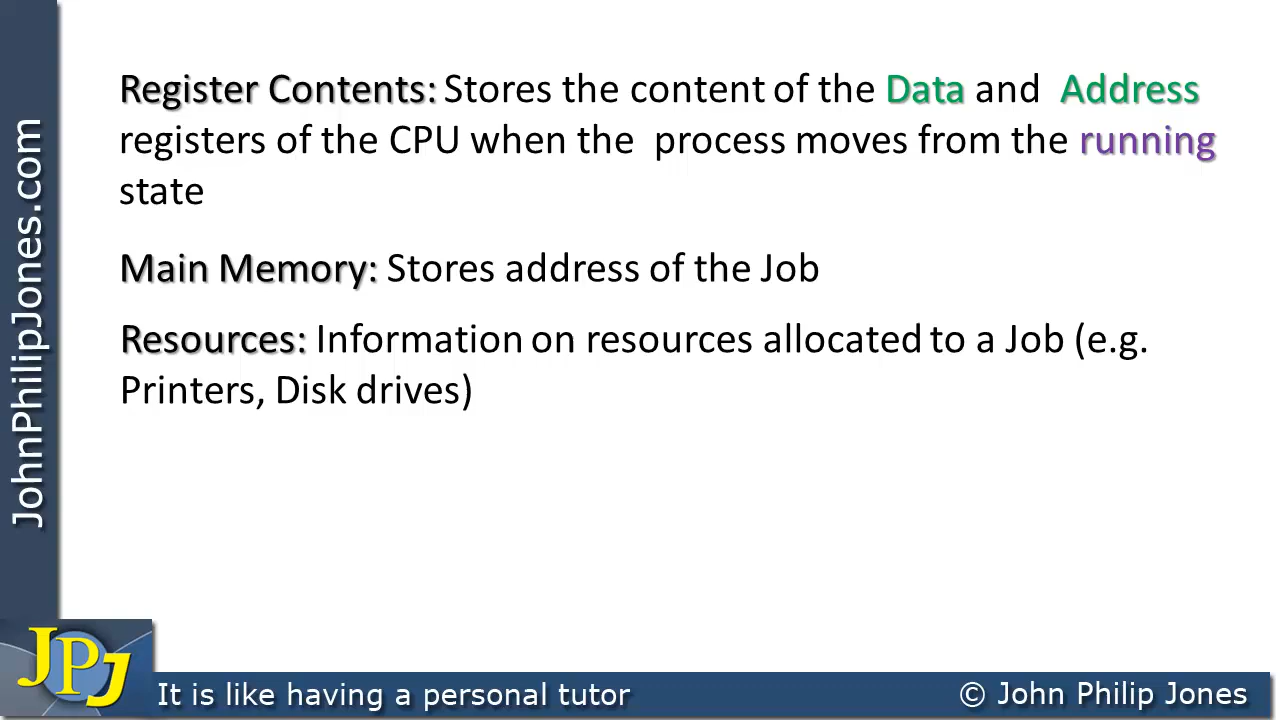 Register Contents: Stores the content of the Data and Address
registers of the CPU when the process moves from the running
state
Main Memory: Stores address of the Job
Resources: Information on resources allocated to a Job (e.g.
Printers, Disk drives)
JohnPhilipJones.com
JPJ
It is like having a personal tutor
© John Philip Jones